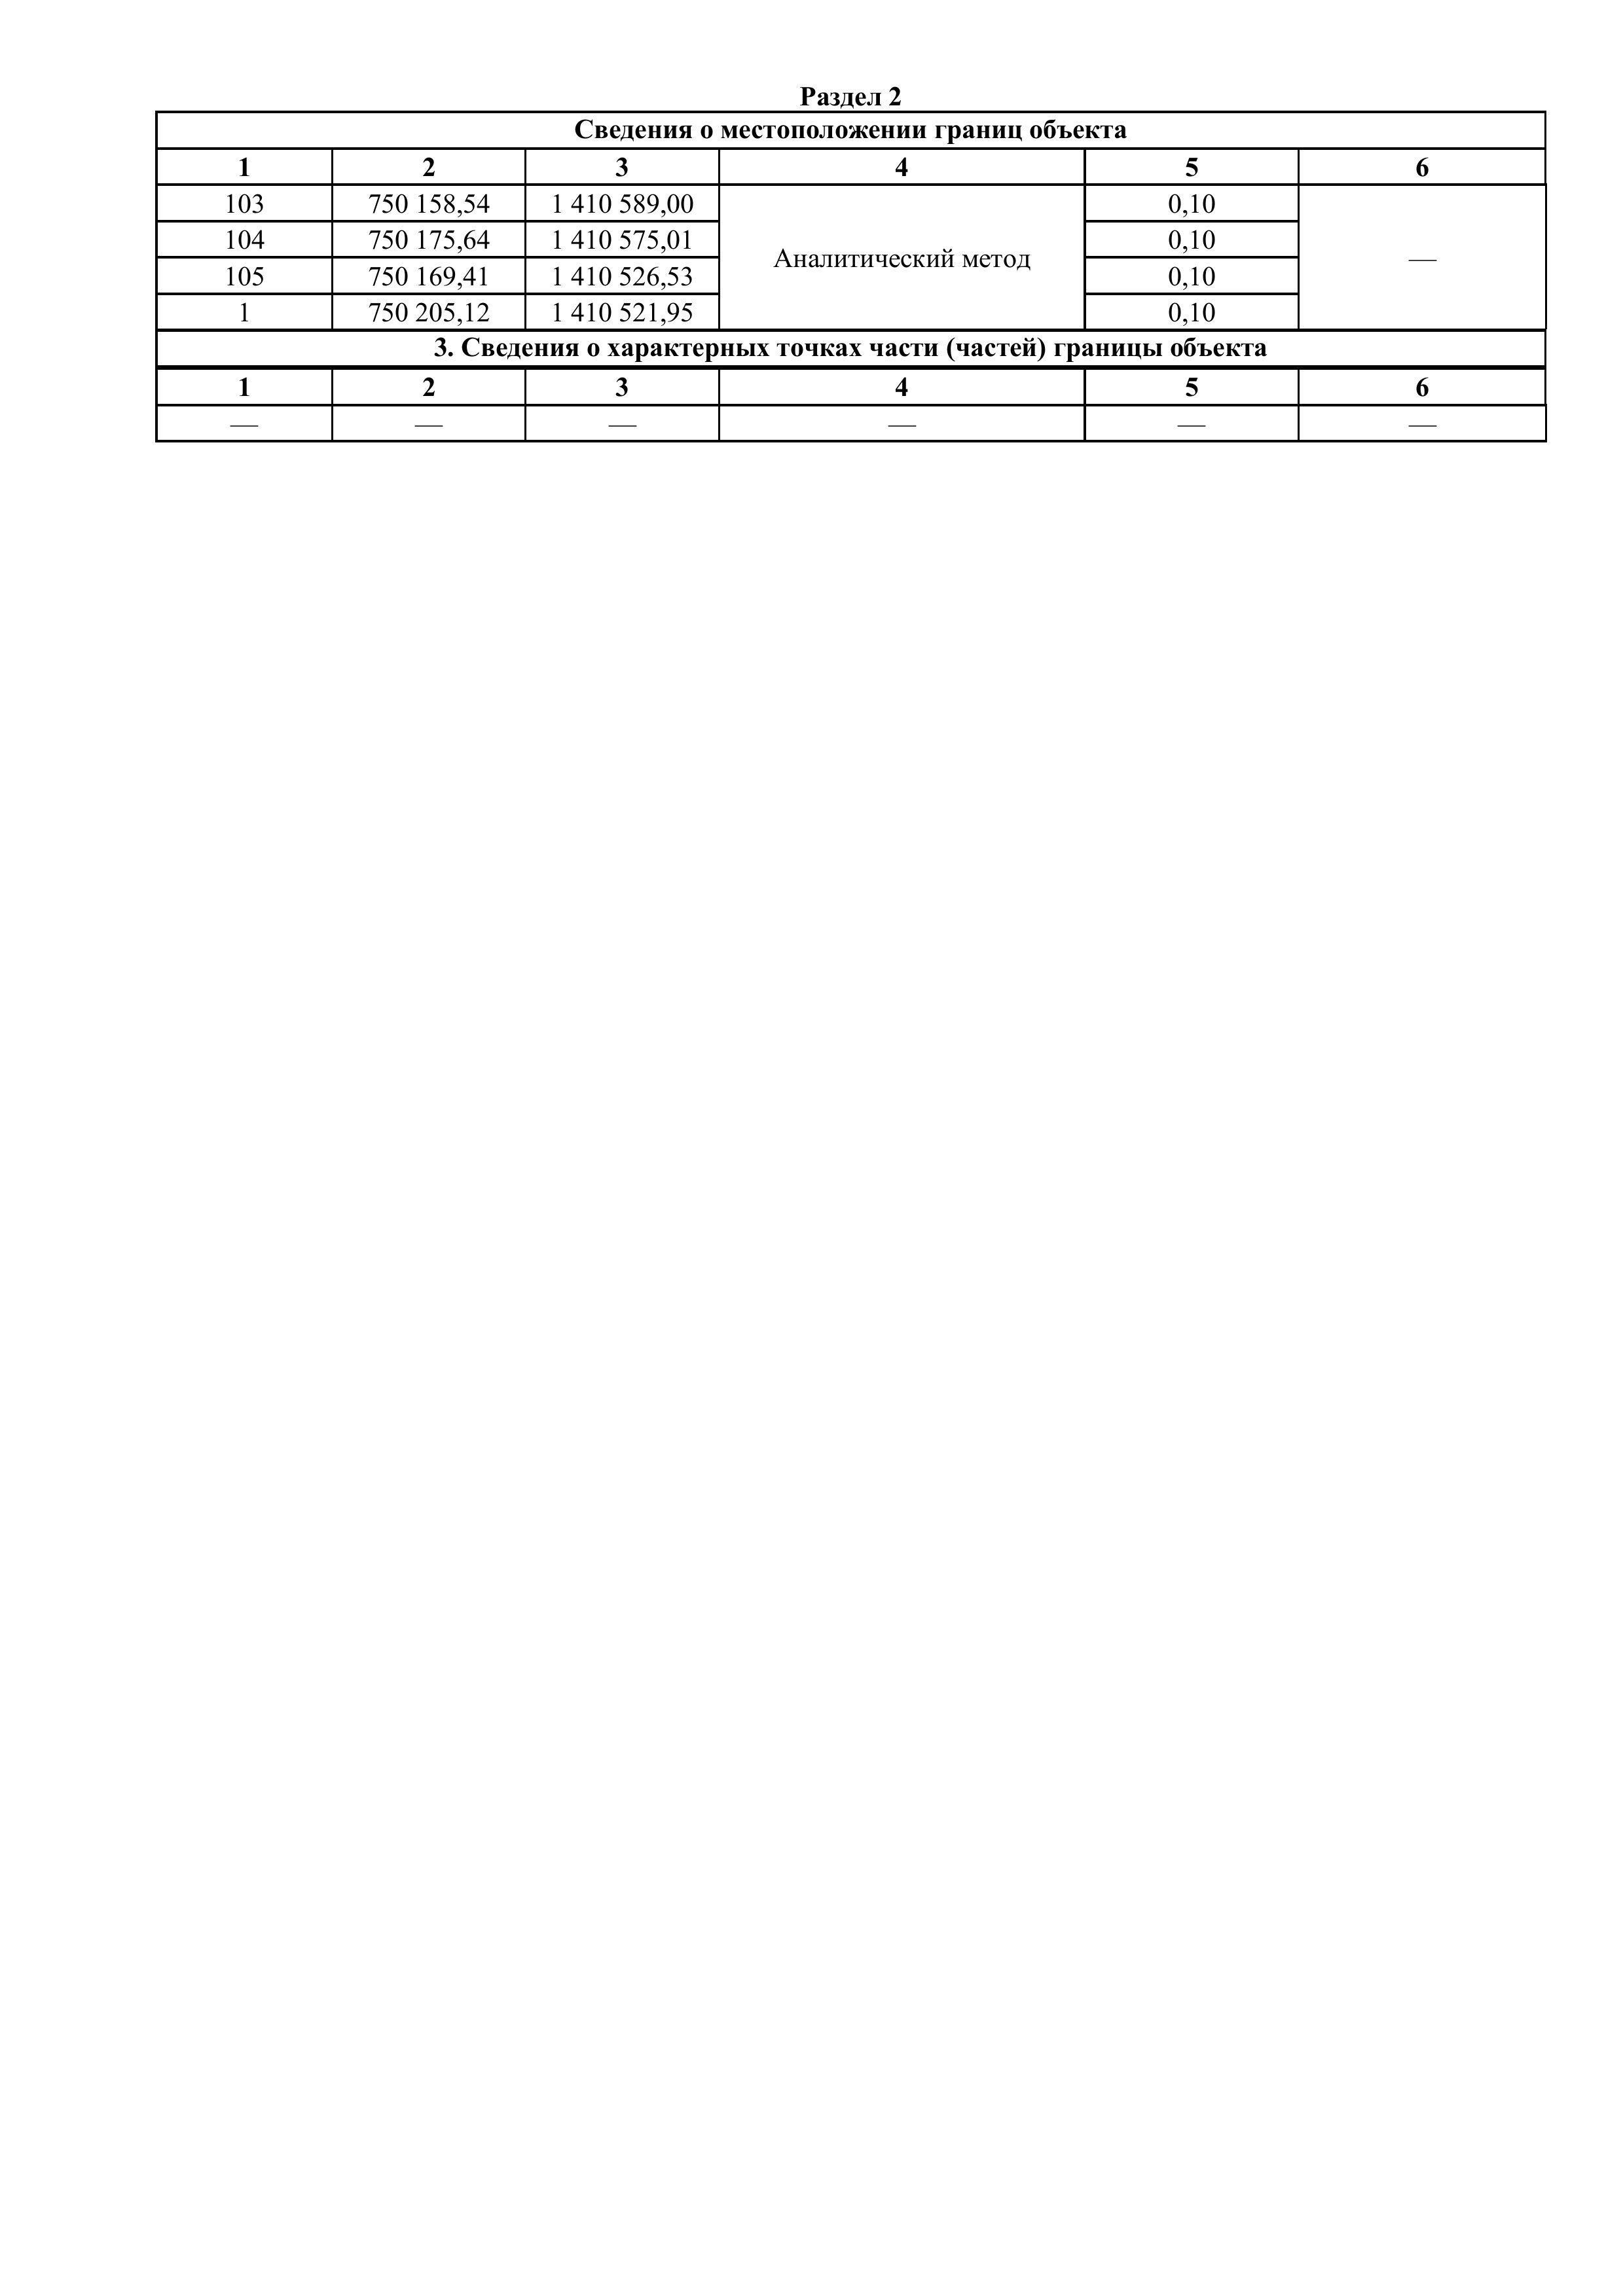 Раздел 2
Сведения о местоположении границ объекта
1 2 3 4 5 6
103 750 158,54 1 410 589,00 Аналитический метод 0,10 —
104 750 175,64 1 410 575,01 0,10
105 750 169,41 1 410 526,53 0,10
1 750 205,12 1 410 521,95 0,10
3. Сведения о характерных точках части (частей) границы объекта
1 2 3 4 5 6
— — — — — —